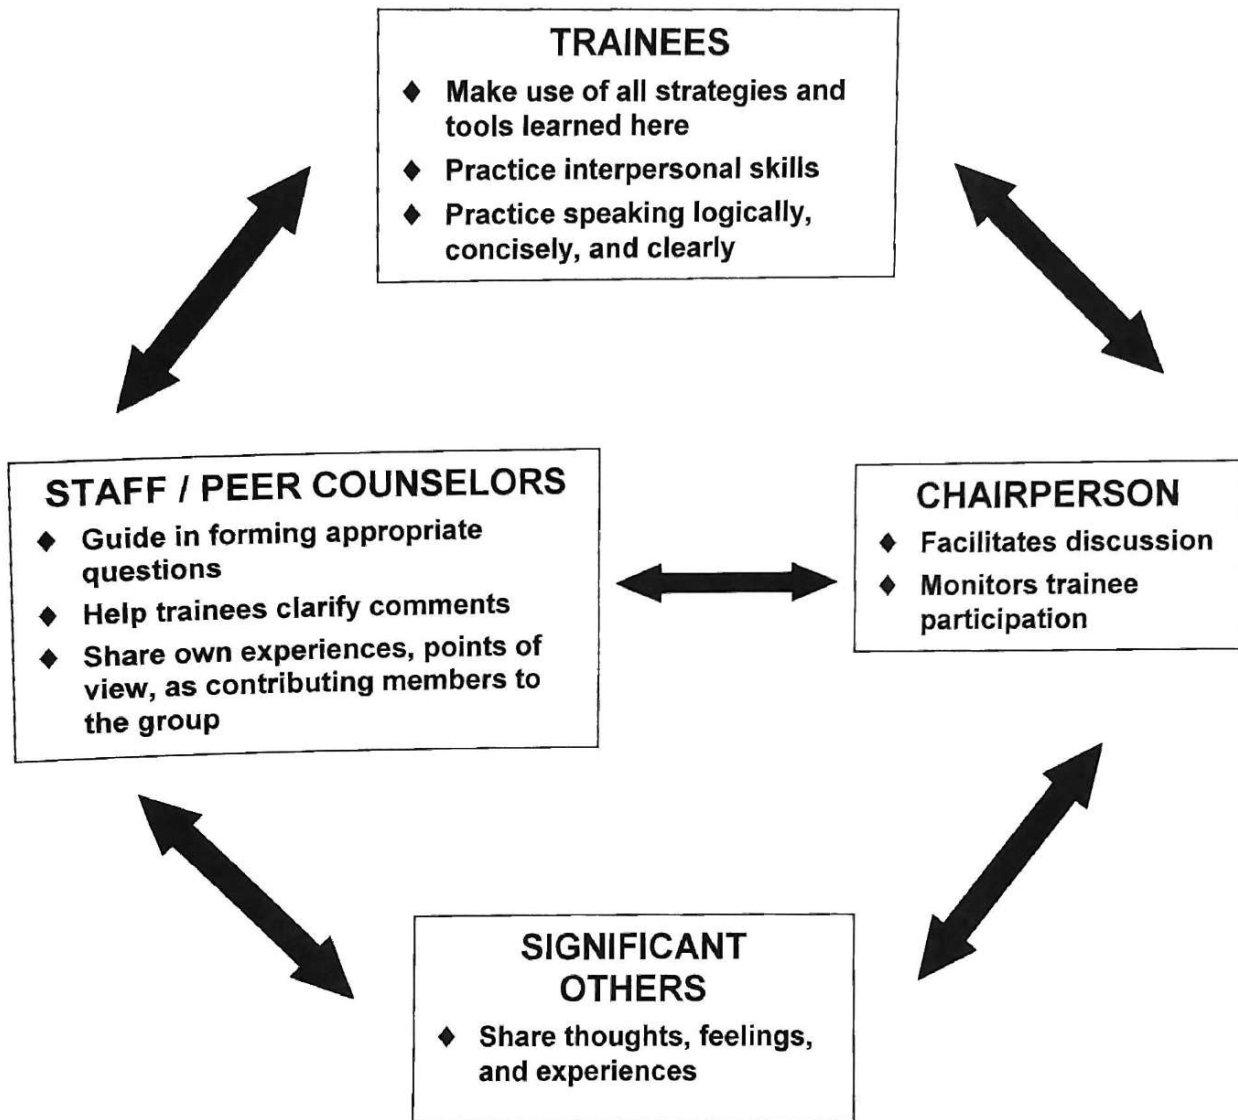 TRAINEES
♦ Make use of all strategies and
tools learned here
♦ Practice interpersonal skills
♦ Practice speaking logically,
concisely, and clearly
STAFF / PEER COUNSELORS
♦ Guide in forming appropriate
questions
♦ Help trainees clarify comments
♦ Share own experiences, points of
view, as contributing members to
the group
CHAIRPERSON
♦ Facilitates discussion
♦ Monitors trainee
participation
SIGNIFICANT
OTHERS
♦ Share thoughts, feelings,
and experiences